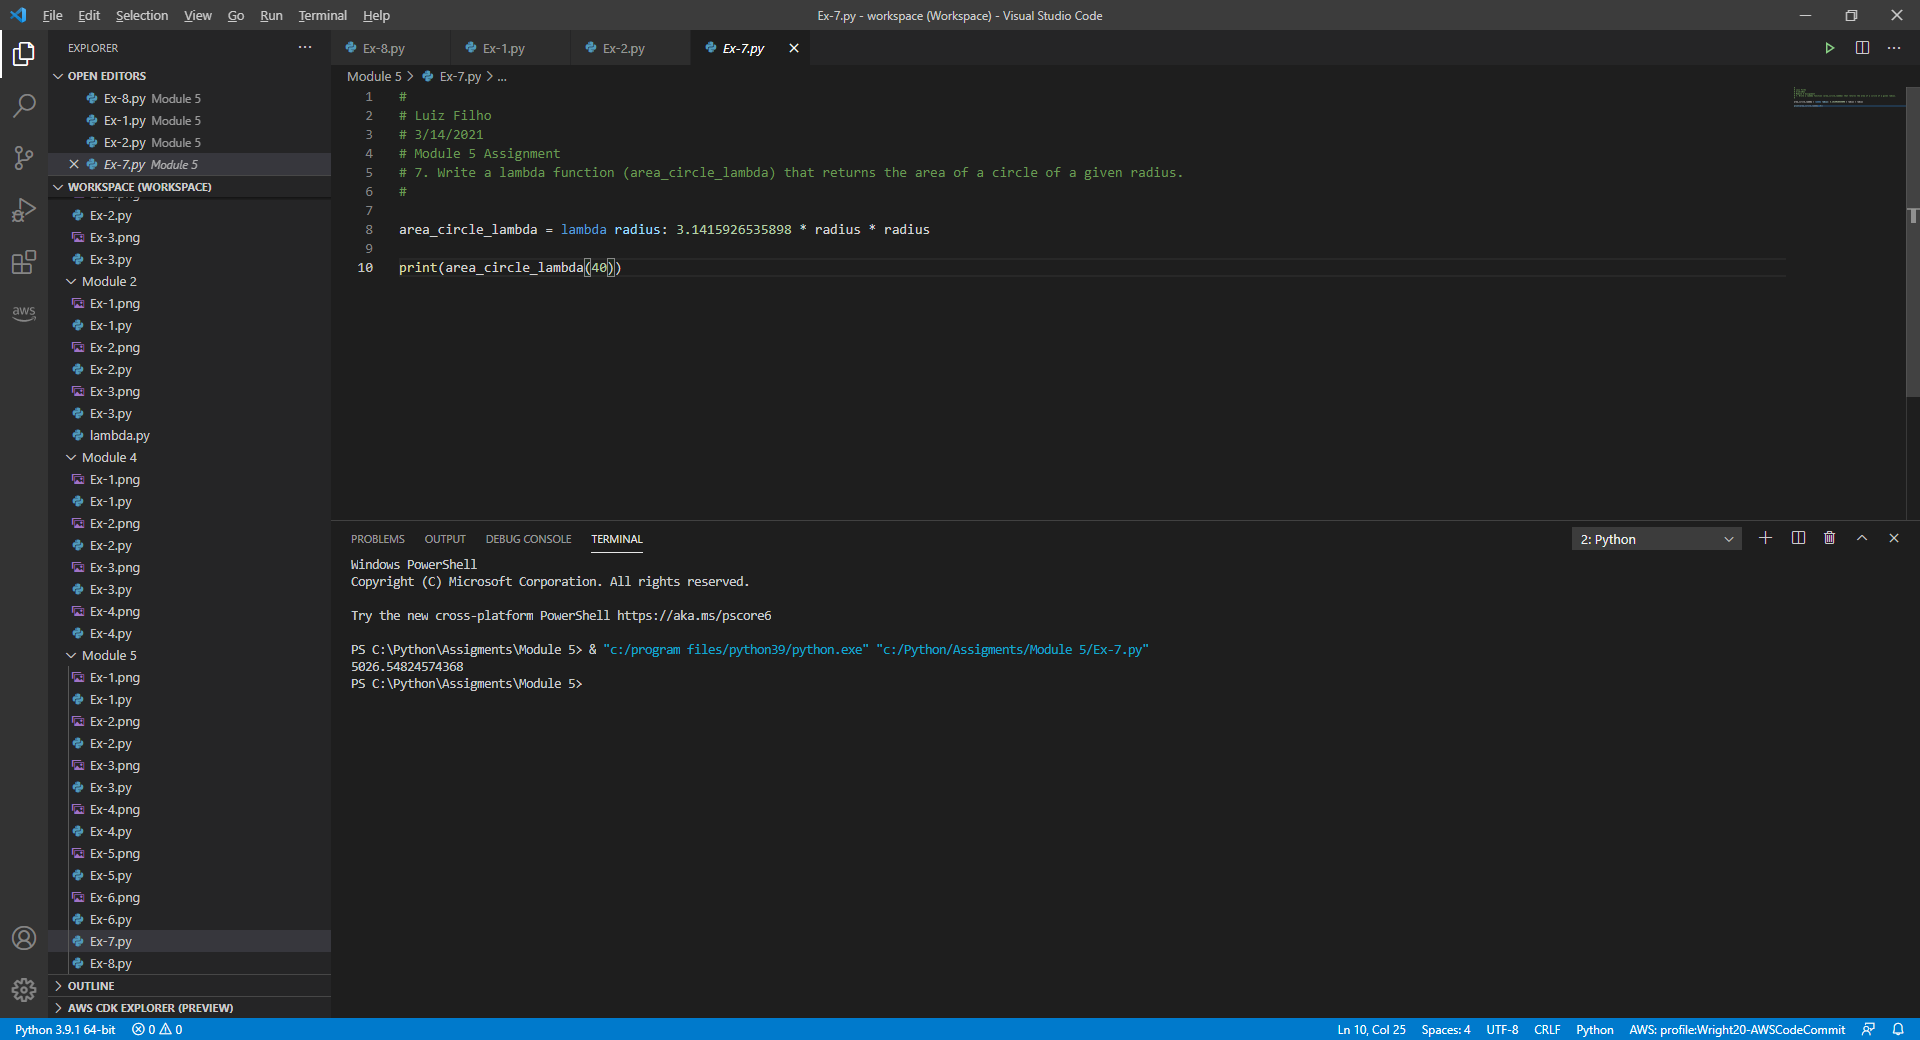 File Edit Selection View Go Run Terminal Help
Ex-7.py - workspace (Workspace) - Visual Studio Code
EXPLORER
OPEN EDITORS
Ex-8.py Module 5
Ex-1.py Module 5
Ex-2.py Module 5
Ex-7.py Module 5
WORKSPACE (WORKSPACE)
Ex-2.py
Ex-3.png
Ex-3.py
Module 2
Ex-1.png
Ex-1.py
Ex-2.png
Ex-2.py
Ex-3.png
Ex-3.py
lambda.py
Module 4
Ex-1.png
Ex-1.py
Ex-2.png
Ex-2.py
Ex-3.png
Ex-3.py
Ex-4.png
Ex-4.py
Module 5
Ex-1.png
Ex-1.py
Ex-2.png
Ex-2.py
Ex-3.png
Ex-3.py
Ex-4.png
Ex-4.py
Ex-5.png
Ex-5.py
Ex-6.png
Ex-6.py
Ex-7.py
Ex-8.py
OUTLINE
AWS CDK EXPLORER (PREVIEW)
aws
Ex-8.py Ex-1.py Ex-2.py Ex-7.py
Module 5 > Ex-7.py > ...
1 #
2 # Luiz Filho
3 # 3/14/2021
4 # Module 5 Assignment
5 # 7. Write a lambda function (area_circle_lambda) that returns the area of a circle of a given radius.
6 #
7
8 area_circle_lambda = lambda radius: 3.1415926535898 * radius * radius
9
10 print(area_circle_lambda(40))
PROBLEMS OUTPUT DEBUG CONSOLE TERMINAL
2: Python
Windows PowerShell
Copyright (C) Microsoft Corporation. All rights reserved.
Try the new cross-platform PowerShell https://aka.ms/pscore6
PS C:\Python\Assigments\Module 5> & "c:/program files/python39/python.exe" "c:/Python/Assigments/Module 5/Ex-7.py"
5026.54824574368
PS C:\Python\Assigments\Module 5>
Python 3.9.1 64-bit 0 0
Ln 10, Col 25 Spaces: 4 UTF-8 CRLF Python AWS: profile:Wright20-AWSCodeCommit